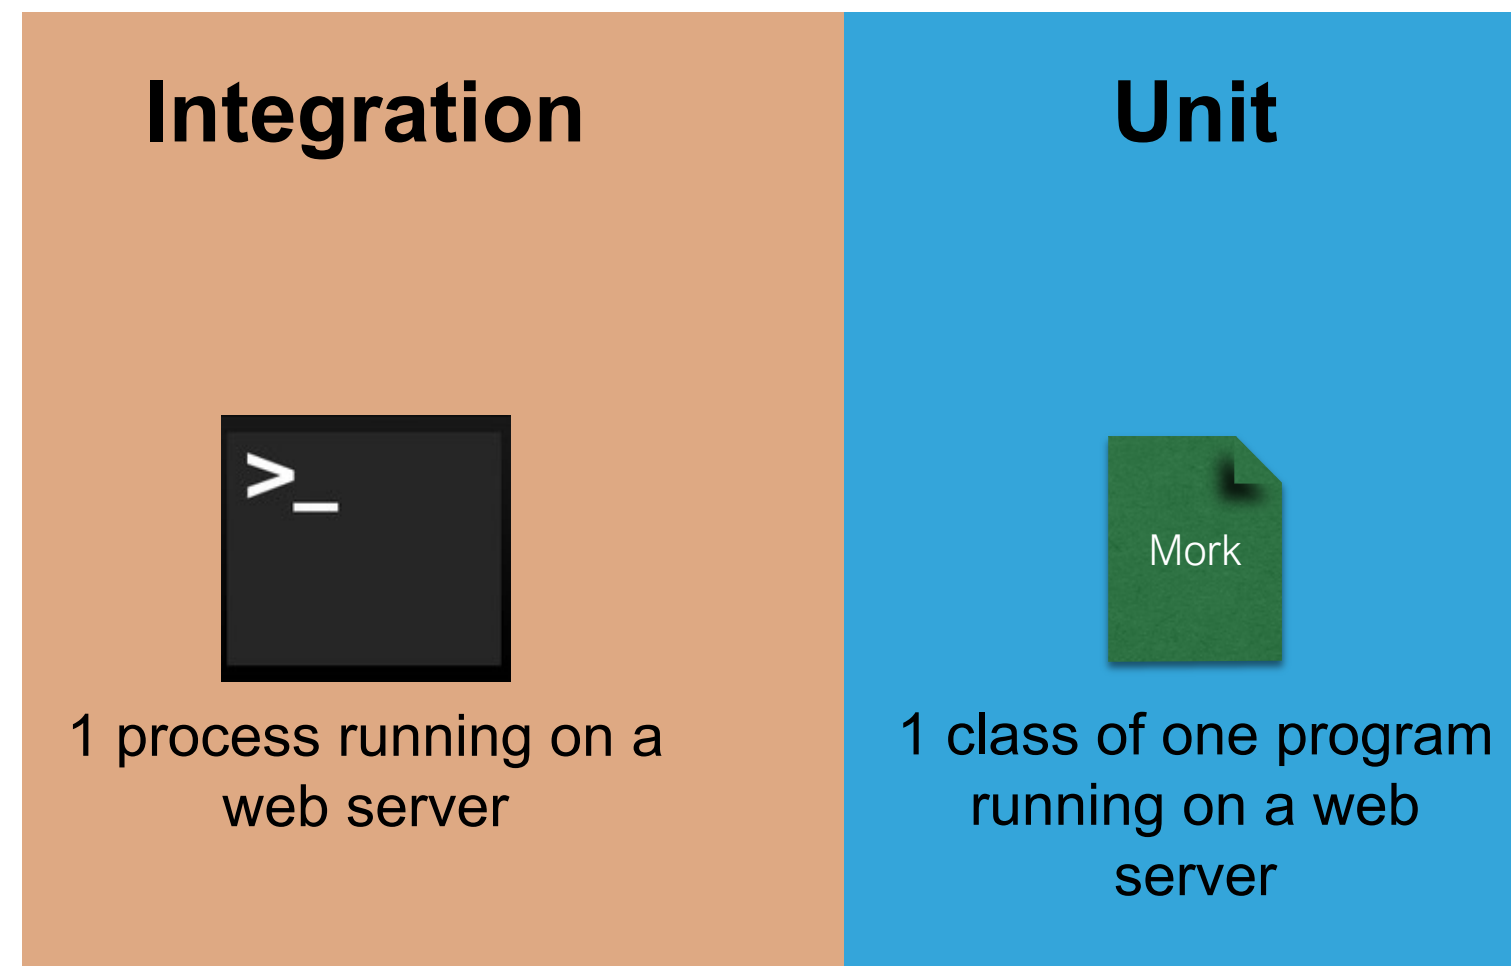 Integration
>_
1 process running on a
web server
Unit
Mork
1 class of one program
running on a web
server